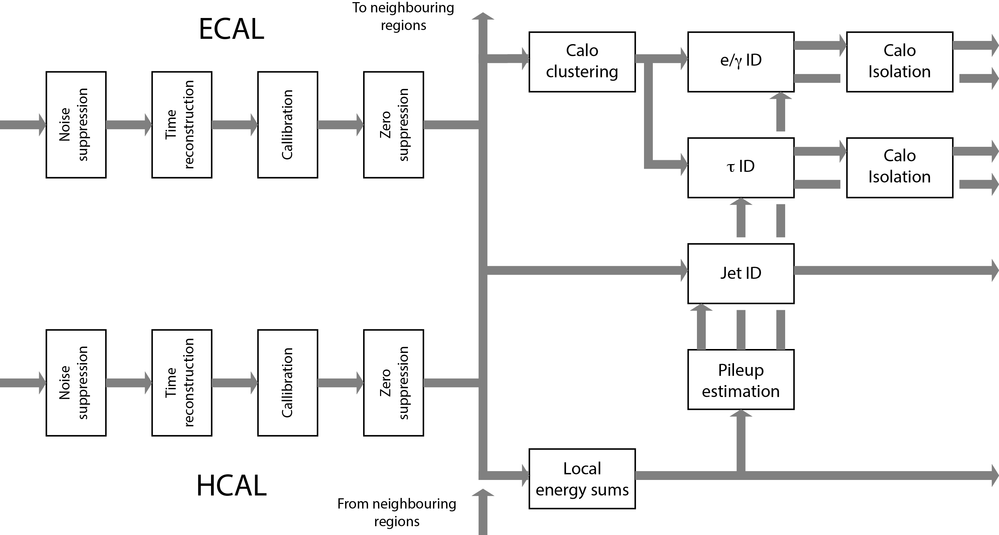 To neighbouring
regions
ECAL
Noise
suppression
Time
reconstruction
Callibration
Zero
suppression
Calo
clustering
e/γ ID
Calo
Isolation
τ ID
Calo
Isolation
Jet ID
Noise
suppression
Time
reconstruction
Callibration
Zero
suppression
Pileup
estimation
HCAL
Local
energy sums
From neighbouring
regions